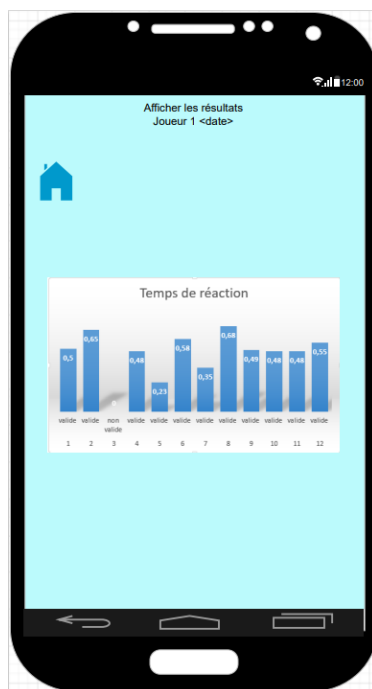 12:00
Afficher les résultats
Joueur 1 <date>
Temps de réaction
0,5 0,65 0 0,48 0,23 0,58 0,35 0,68 0,49 0,48 0,48 0,55
valide valide non valide valide valide valide valide valide valide valide valide valide
1 2 3 4 5 6 7 8 9 10 11 12